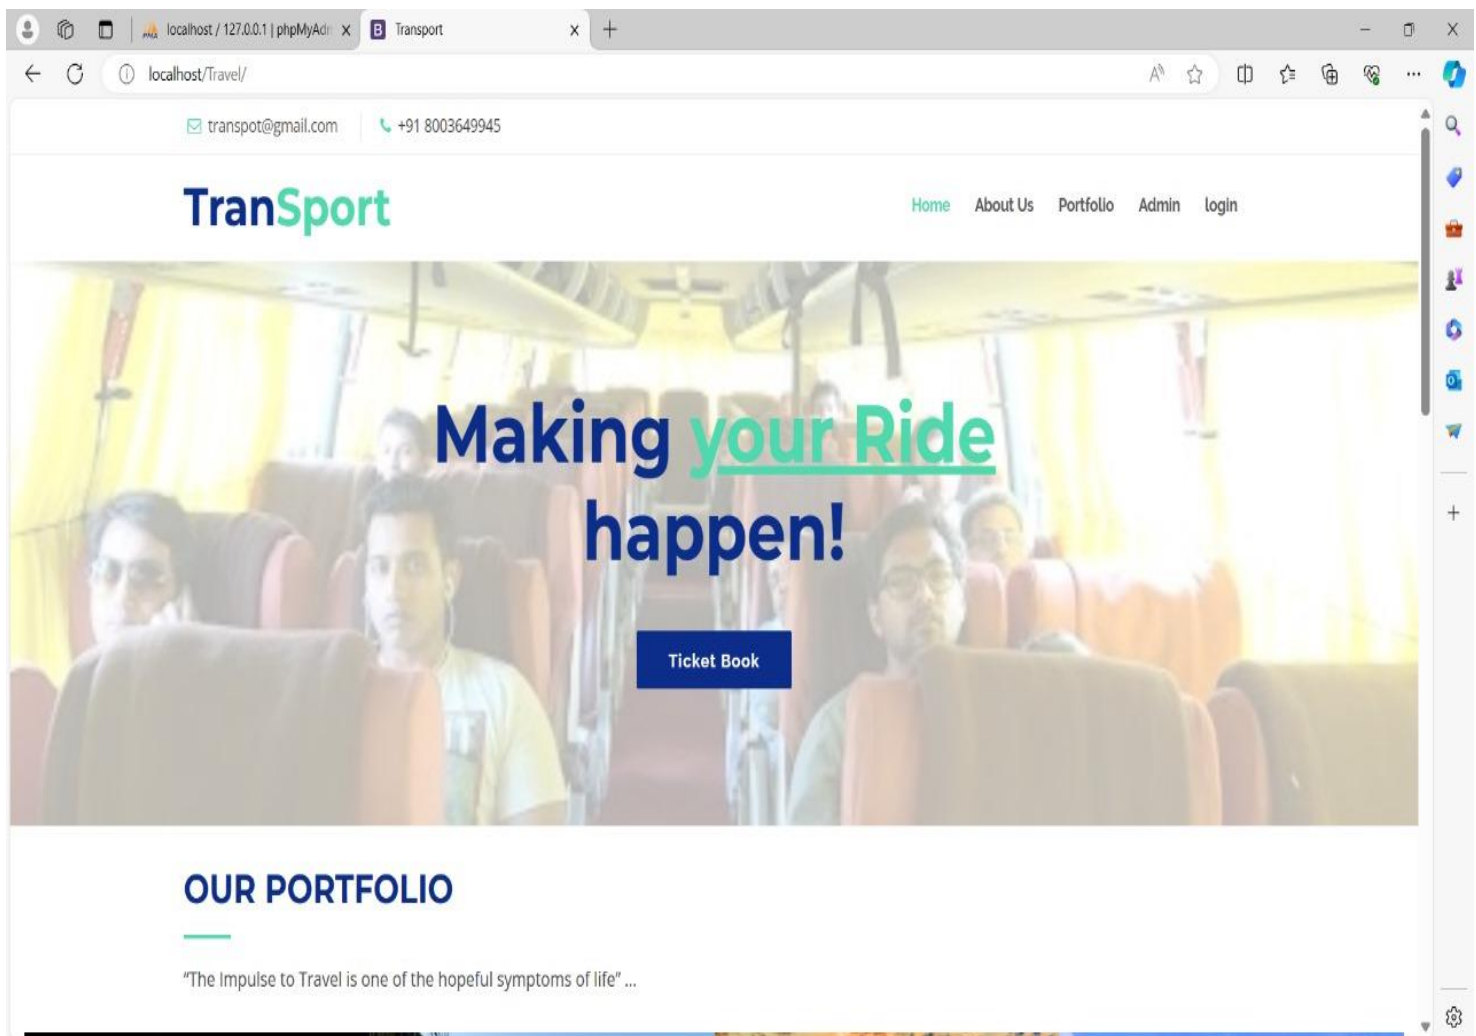 localhost / 127.0.0.1 | phpMyAdn
Transport
localhost/Travel/
transpot@gmail.com
+91 8003649945
TranSport
Home About Us Portfolio Admin login
Making your Ride
happen!
Ticket Book
OUR PORTFOLIO
“The Impulse to Travel is one of the hopeful symptoms of life” ...